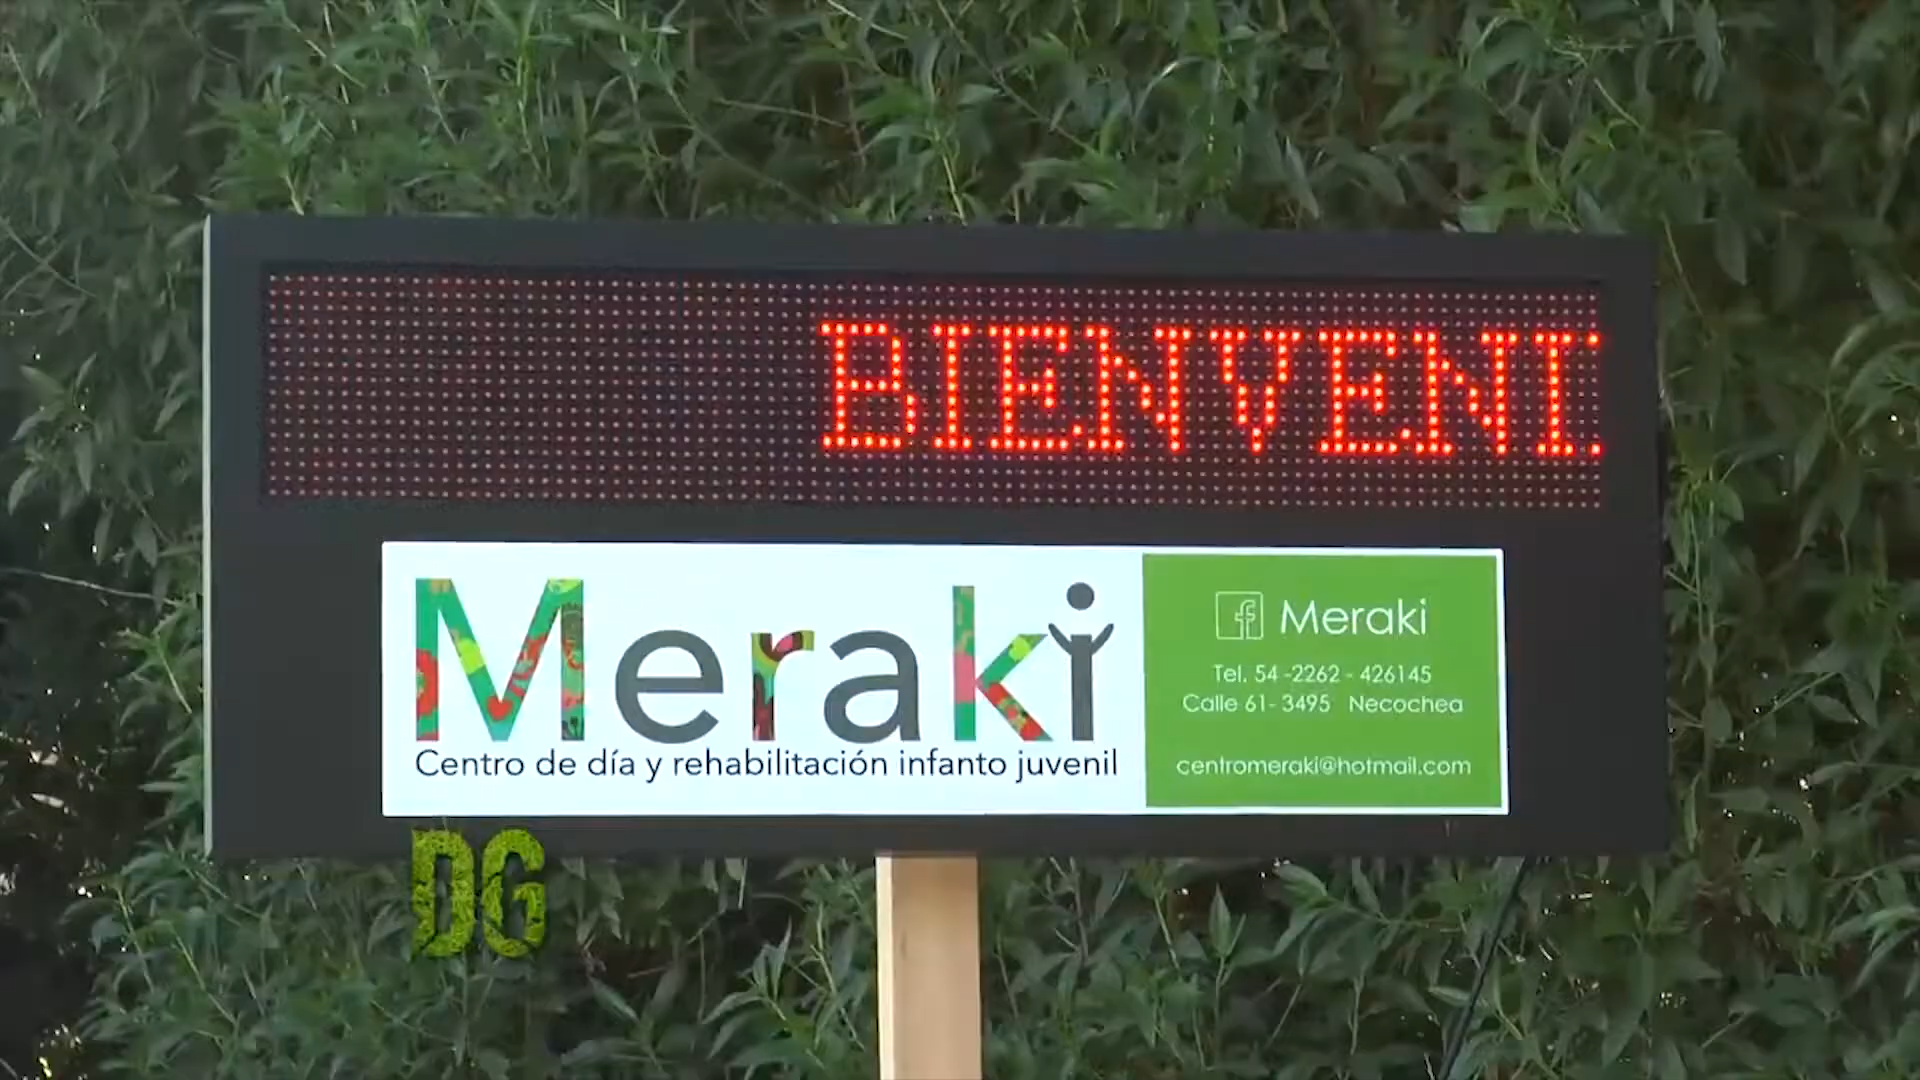 BIENVENI
Meraki
Centro de día y rehabilitación infanto juvenil
f Meraki
Tel. 54 -2262 - 426145
Calle 61- 3495 Necochea
centromeraki@hotmail.com
DG